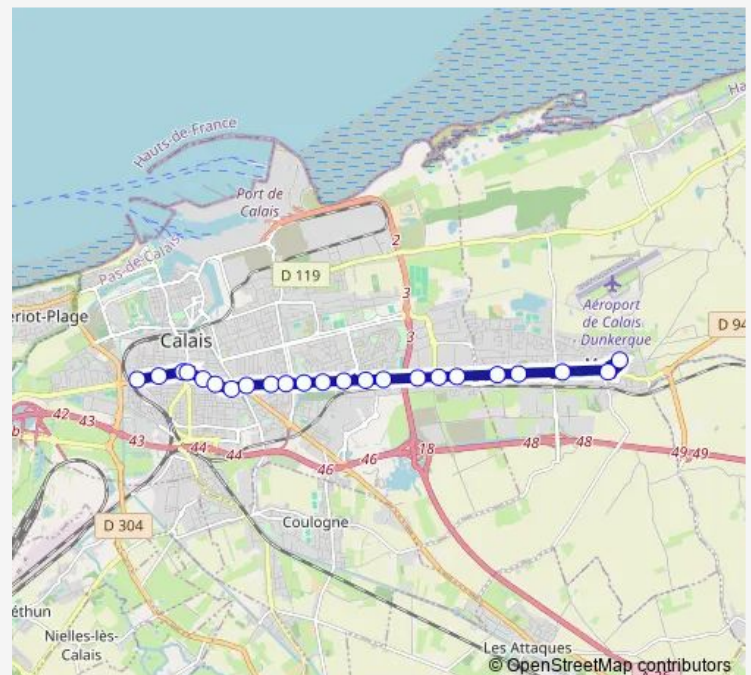 Hauts-de-France
Port de
Calais
2
Pas-de-Calais
D 119
3
Aéroport
de Calais
Dunkerque
eriot-Plage
3
Calais
D 94
42
43
43
44
44
46
46
18
48
48
49
49
D 304
Coulogne
éthun
Nielles-lès-
Calais
Les Attaques
© OpenStreetMap contributors